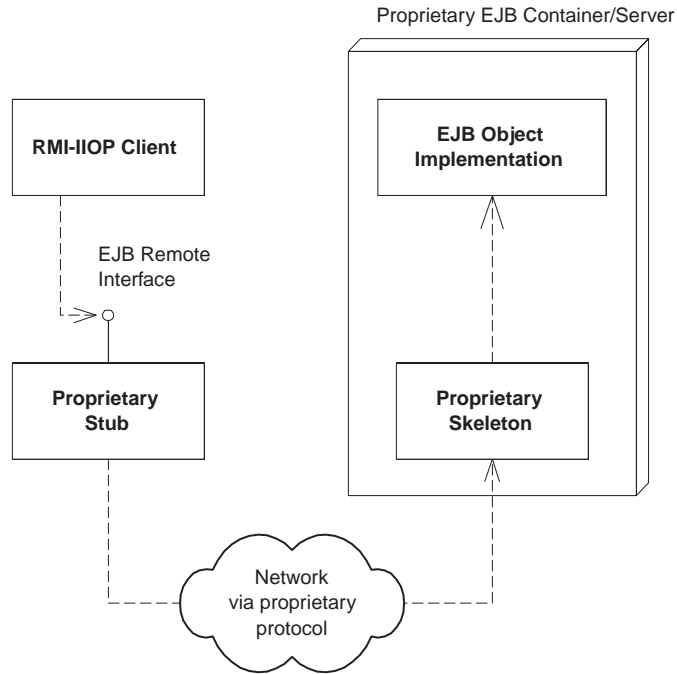 Proprietary EJB Container/Server
RMI-IIOP Client
EJB Object
Implementation
EJB Remote
Interface
Proprietary
Stub
Proprietary
Skeleton
Network
via proprietary
protocol